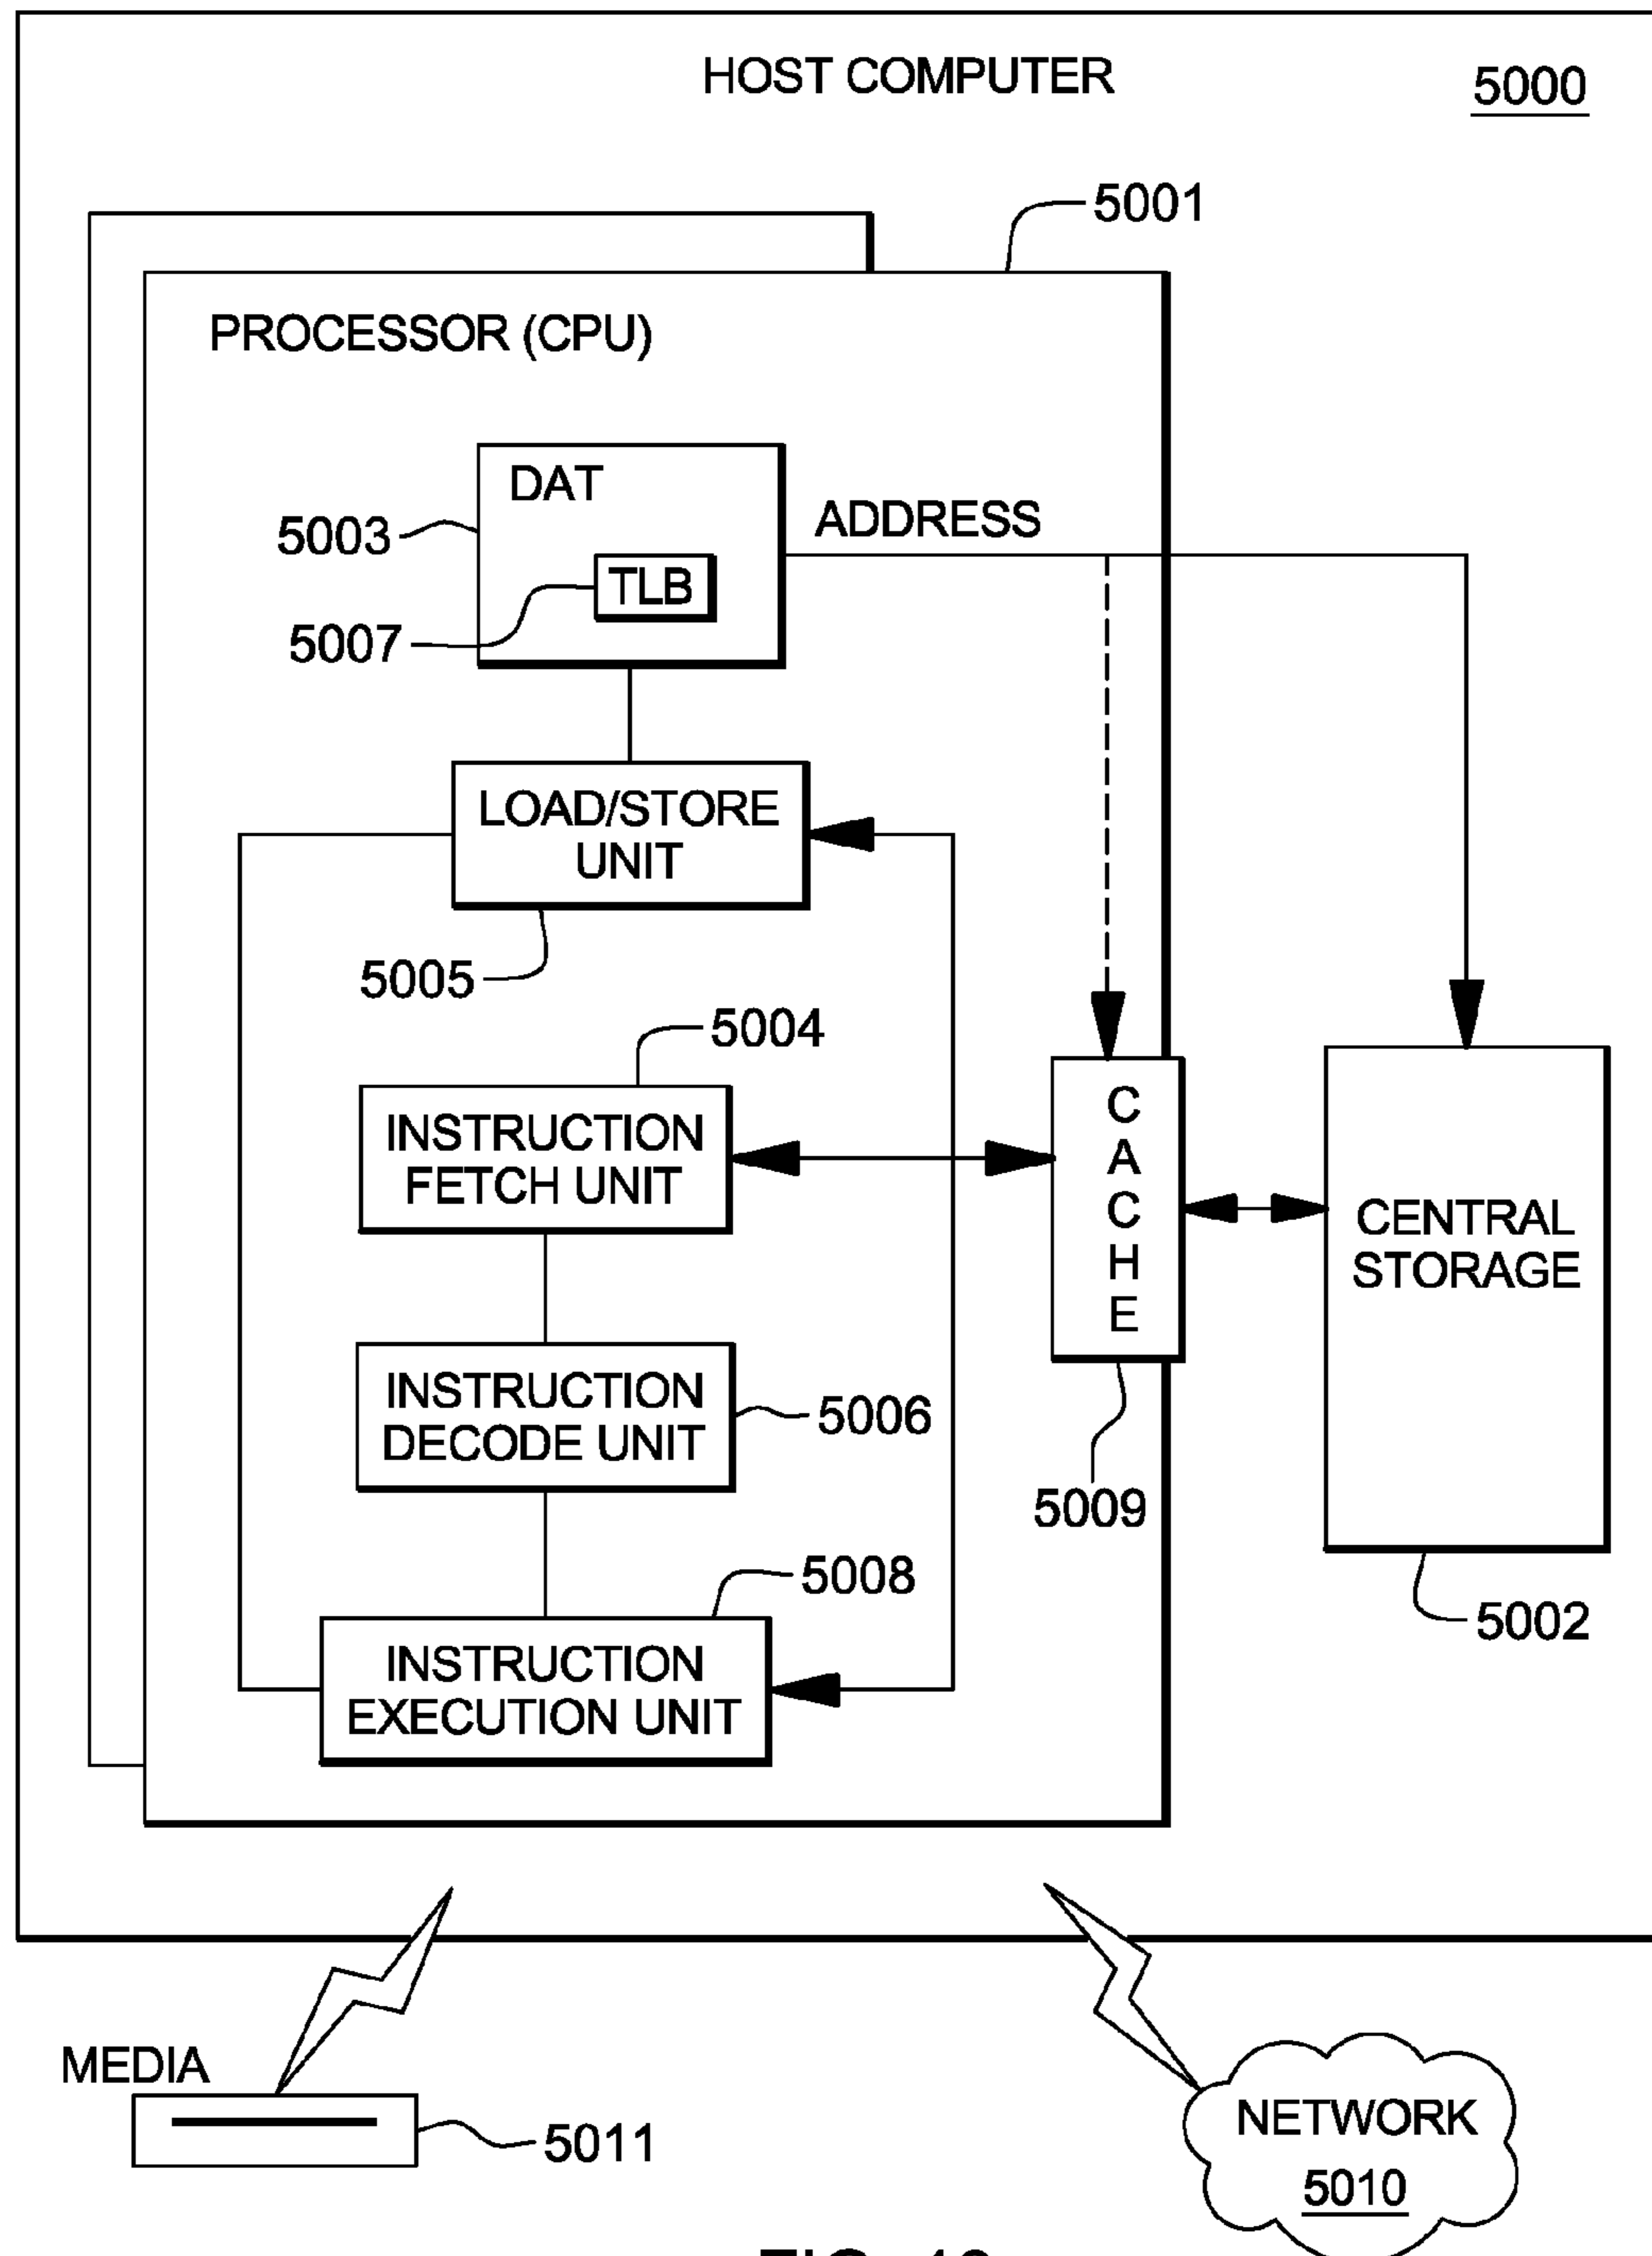 HOST COMPUTER
5000
5001
PROCESSOR (CPU)
DAT
5003
ADDRESS
TLB
5007
LOAD/STORE
UNIT
5005
5004
INSTRUCTION
FETCH UNIT
CACHE
CENTRAL
STORAGE
INSTRUCTION
DECODE UNIT
5006
5009
5008
5002
INSTRUCTION
EXECUTION UNIT
MEDIA
5011
NETWORK
5010